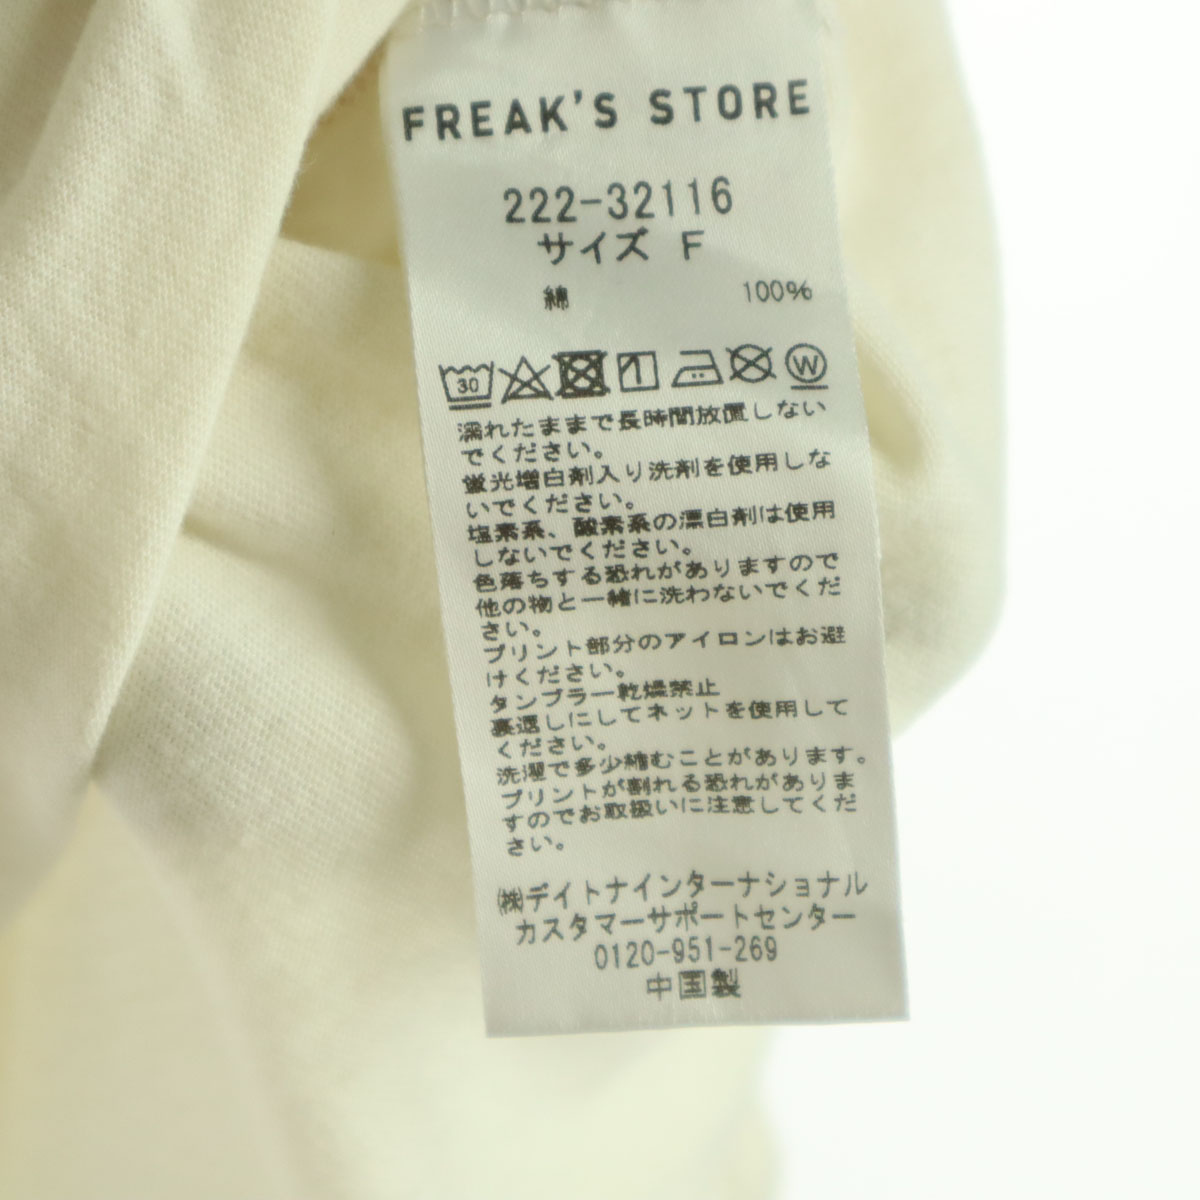 FREAK'S STORE
222-32116
サイズ F
綿 100%
30 W
濡れたままで長時間放置しない
でください。
蛍光増白剤入り洗剤を使用しな
いでください。
塩素系、酸素系の漂白剤は使用
しないでください。
色落ちする恐れがありますので
他の物と一緒に洗わないでくだ
さい。
プリント部分のアイロンはお避
けください。
タンブラー乾燥禁止
裏返しにしてネットを使用して
ください。
洗濯で多少縮むことがあります。
プリントが割れる恐れがありま
すのでお取扱いに注意してくだ
さい。
㈱デイトナインターナショナル
カスタマーサポートセンター
0120-951-269
中国製